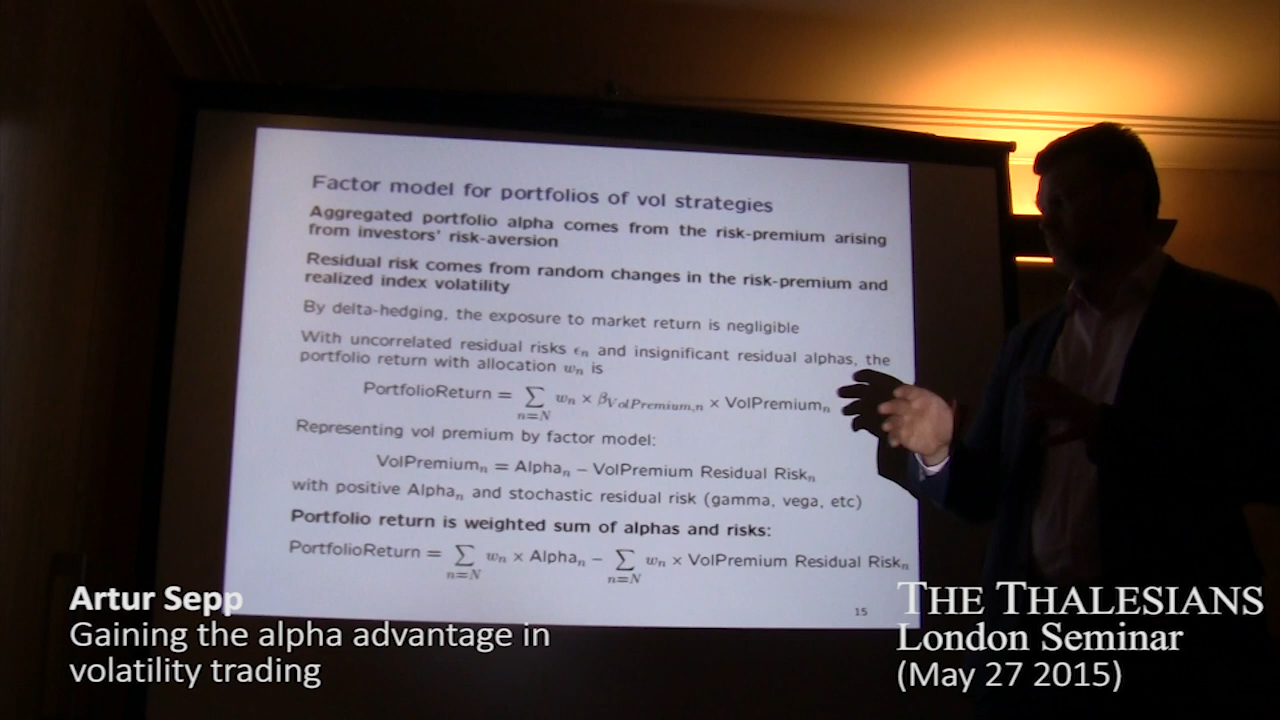 Factor model for portfolios of vol strategies
Aggregated portfolio alpha comes from the risk-premium arising
from investors' risk-aversion
Residual risk comes from random changes in the risk-premium and
realized index volatility
By delta-hedging, the exposure to market return is negligible
With uncorrelated residual risks ϵₙ and insignificant residual alphas, the
portfolio return with allocation wₙ is
PortfolioReturn = ∑_{n=N} wₙ × β_{VolPremium,n} × VolPremiumₙ
Representing vol premium by factor model:
VolPremiumₙ = Alphaₙ − VolPremium Residual Riskₙ
with positive Alphaₙ and stochastic residual risk (gamma, vega, etc)
Portfolio return is weighted sum of alphas and risks:
PortfolioReturn = ∑_{n=N} wₙ × Alphaₙ − ∑_{n=N} wₙ × VolPremium Residual Riskₙ
15
Artur Sepp
Gaining the alpha advantage in
volatility trading
THE THALESIANS
London Seminar
(May 27 2015)